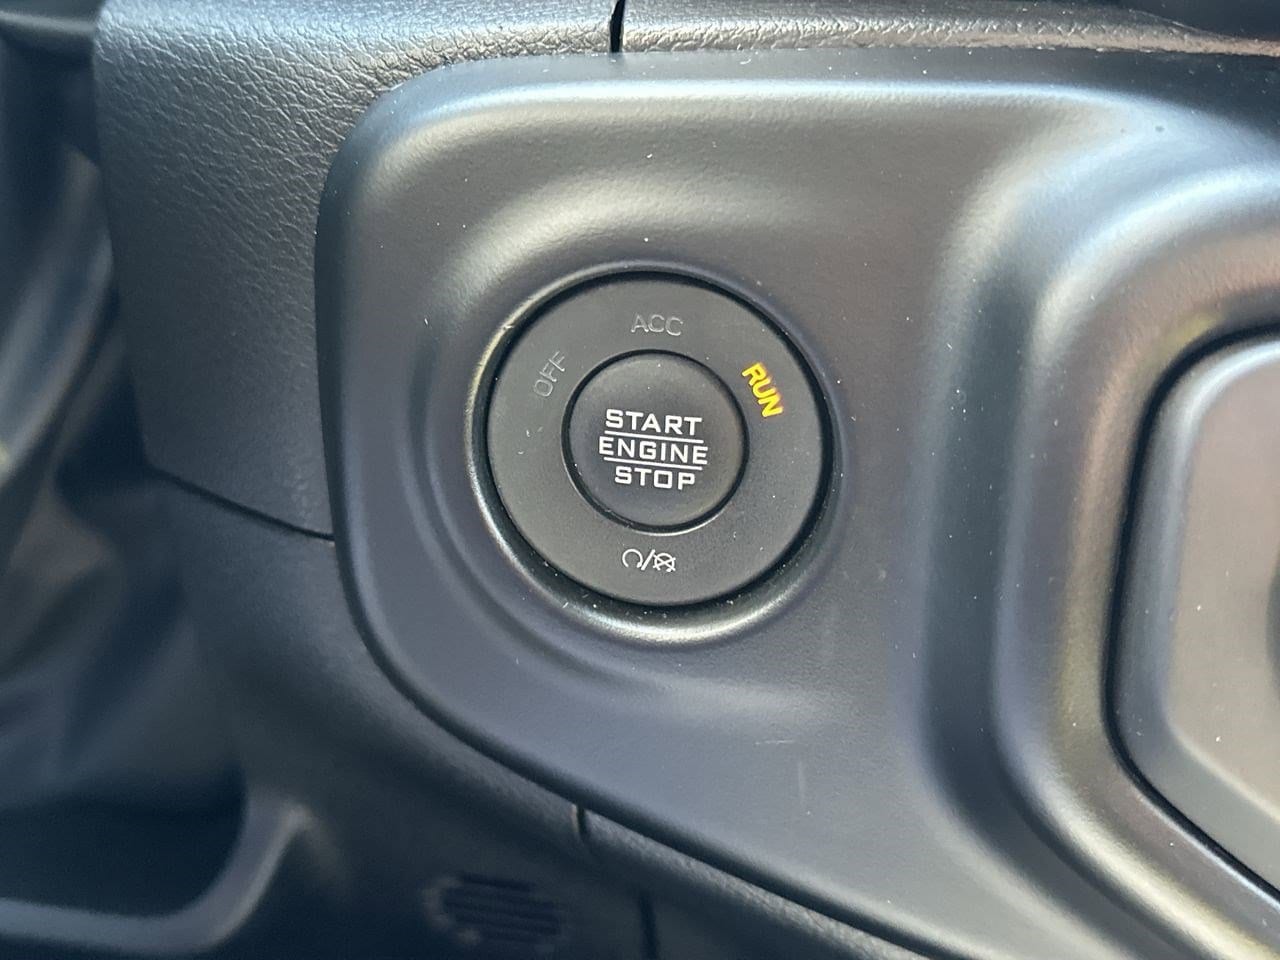 ACC
OFF
RUN
START
ENGINE
STOP